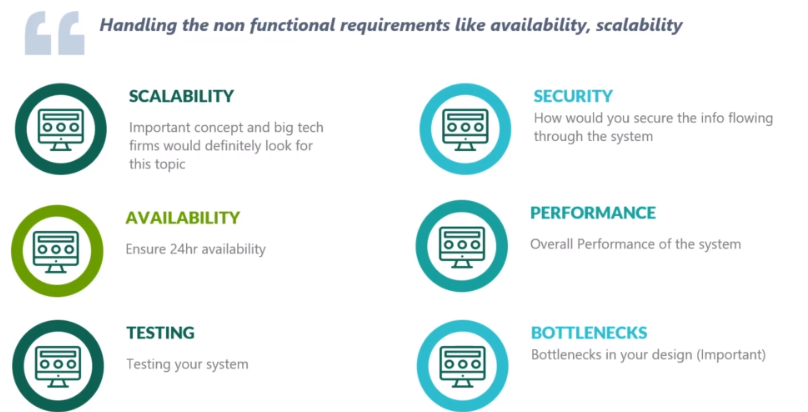 Handling the non functional requirements like availability, scalability
SCALABILITY
Important concept and big tech
firms would definitely look for
this topic
SECURITY
How would you secure the info flowing
through the system
AVAILABILITY
Ensure 24hr availability
PERFORMANCE
Overall Performance of the system
TESTING
Testing your system
BOTTLENECKS
Bottlenecks in your design (Important)